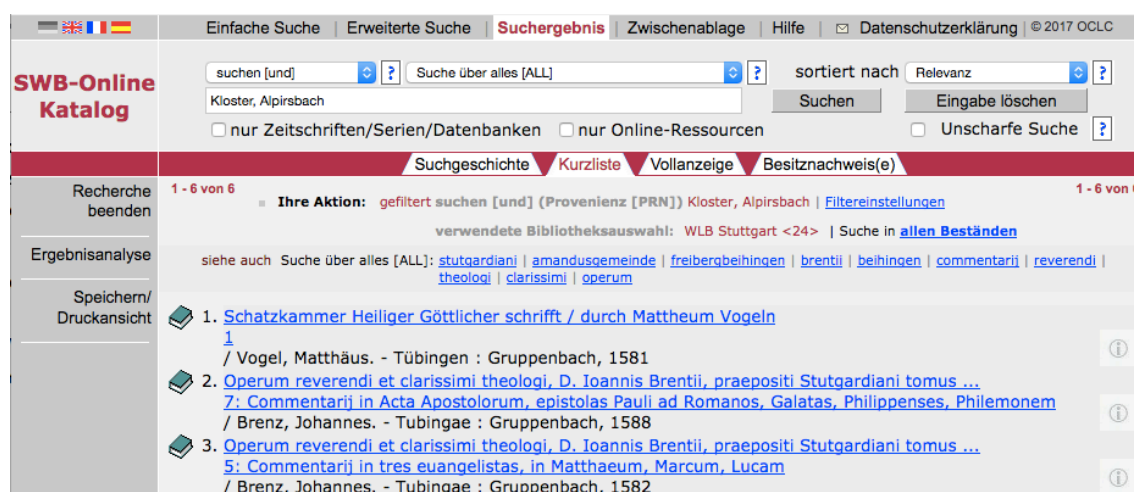 Einfache Suche | Erweiterte Suche | Suchergebnis | Zwischenablage | Hilfe | Datenschutzerklärung | © 2017 OCLC
SWB-Online
Katalog
suchen [und] ? Suche über alles [ALL] ? sortiert nach Relevanz ?
Kloster, Alpirsbach Suchen Eingabe löschen
nur Zeitschriften/Serien/Datenbanken nur Online-Ressourcen Unscharfe Suche ?
Suchgeschichte Kurzliste Vollanzeige Besitznachweis(e)
Recherche
beenden
Ergebnisanalyse
Speichern/
Druckansicht
1 - 6 von 6 1 - 6 von
Ihre Aktion: gefiltert suchen [und] (Provenienz [PRN]) Kloster, Alpirsbach | Filtereinstellungen
verwendete Bibliotheksauswahl: WLB Stuttgart <24> | Suche in allen Beständen
siehe auch Suche über alles [ALL]: stutgardiani | amandusgemeinde | freibergbeihingen | brentii | beihingen | commentarij | reverendi |
theologi | clarissimi | operum
1. Schatzkammer Heiliger Göttlicher schrifft / durch Mattheum Vogeln
1
/ Vogel, Matthäus. - Tübingen : Gruppenbach, 1581
2. Operum reverendi et clarissimi theologi, D. Ioannis Brentii, praepositi Stutgardiani tomus ...
7: Commentarij in Acta Apostolorum, epistolas Pauli ad Romanos, Galatas, Philippenses, Philemonem
/ Brenz, Johannes. - Tubingae : Gruppenbach, 1588
3. Operum reverendi et clarissimi theologi, D. Ioannis Brentii, praepositi Stutgardiani tomus ...
5: Commentarij in tres euangelistas, in Matthaeum, Marcum, Lucam
/ Brenz, Johannes. - Tubingae : Gruppenbach, 1582